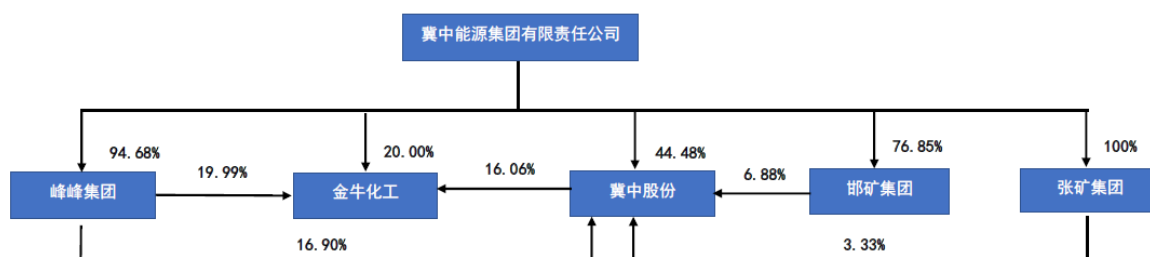 冀中能源集团有限责任公司
94.68%
20.00%
44.48%
76.85%
100%
19.99%
16.06%
6.88%
峰峰集团
金牛化工
冀中股份
邯矿集团
张矿集团
16.90%
3.33%